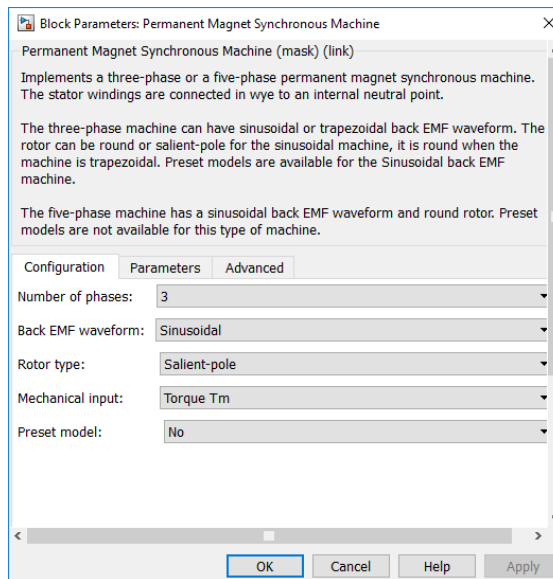 Block Parameters: Permanent Magnet Synchronous Machine
Permanent Magnet Synchronous Machine (mask) (link)
Implements a three-phase or a five-phase permanent magnet synchronous machine.
The stator windings are connected in wye to an internal neutral point.
The three-phase machine can have sinusoidal or trapezoidal back EMF waveform. The
rotor can be round or salient-pole for the sinusoidal machine, it is round when the
machine is trapezoidal. Preset models are available for the Sinusoidal back EMF
machine.
The five-phase machine has a sinusoidal back EMF waveform and round rotor. Preset
models are not available for this type of machine.
Configuration Parameters Advanced
Number of phases: 3
Back EMF waveform: Sinusoidal
Rotor type: Salient-pole
Mechanical input: Torque Tm
Preset model: No
OK Cancel Help Apply